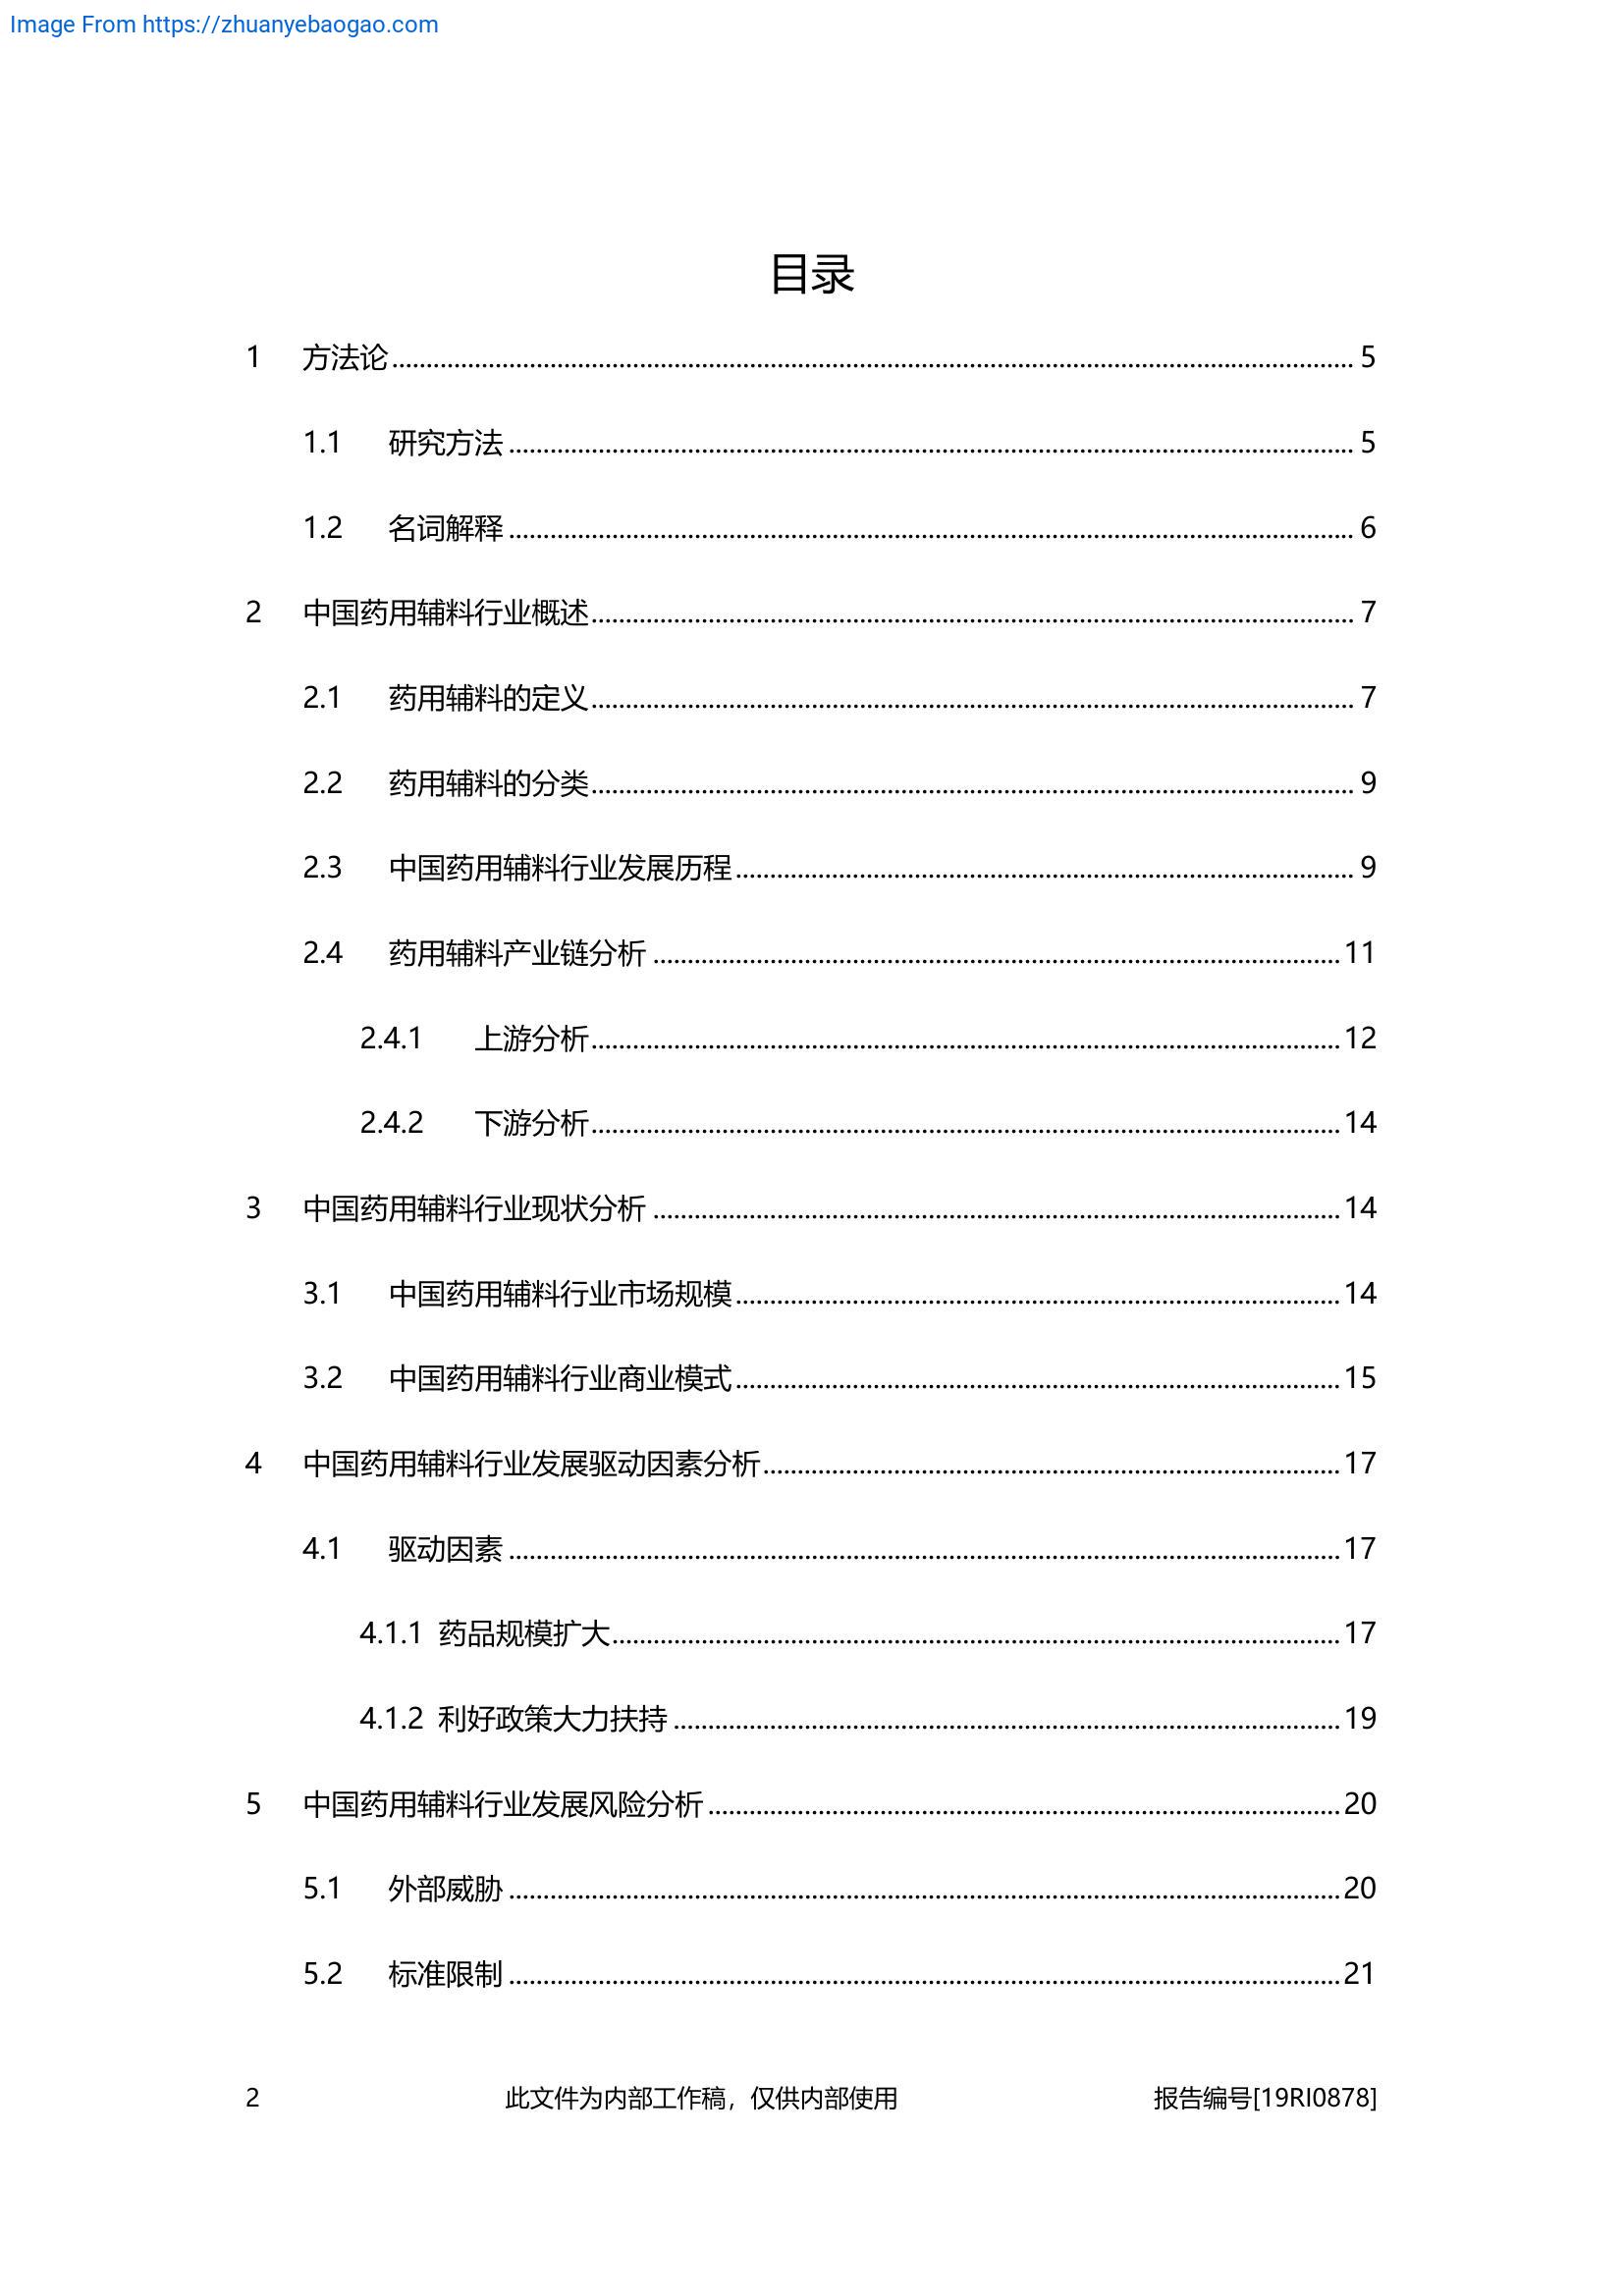 Image From https://zhuanyebaogao.com
目录
1 方法论 ........ 5
1.1 研究方法 ........ 5
1.2 名词解释 ........ 6
2 中国药用辅料行业概述 ........ 7
2.1 药用辅料的定义 ........ 7
2.2 药用辅料的分类 ........ 9
2.3 中国药用辅料行业发展历程 ........ 9
2.4 药用辅料产业链分析 ........ 11
2.4.1 上游分析 ........ 12
2.4.2 下游分析 ........ 14
3 中国药用辅料行业现状分析 ........ 14
3.1 中国药用辅料行业市场规模 ........ 14
3.2 中国药用辅料行业商业模式 ........ 15
4 中国药用辅料行业发展驱动因素分析 ........ 17
4.1 驱动因素 ........ 17
4.1.1 药品规模扩大 ........ 17
4.1.2 利好政策大力扶持 ........ 19
5 中国药用辅料行业发展风险分析 ........ 20
5.1 外部威胁 ........ 20
5.2 标准限制 ........ 21
2 此文件为内部工作稿，仅供内部使用 报告编号[19RI0878]